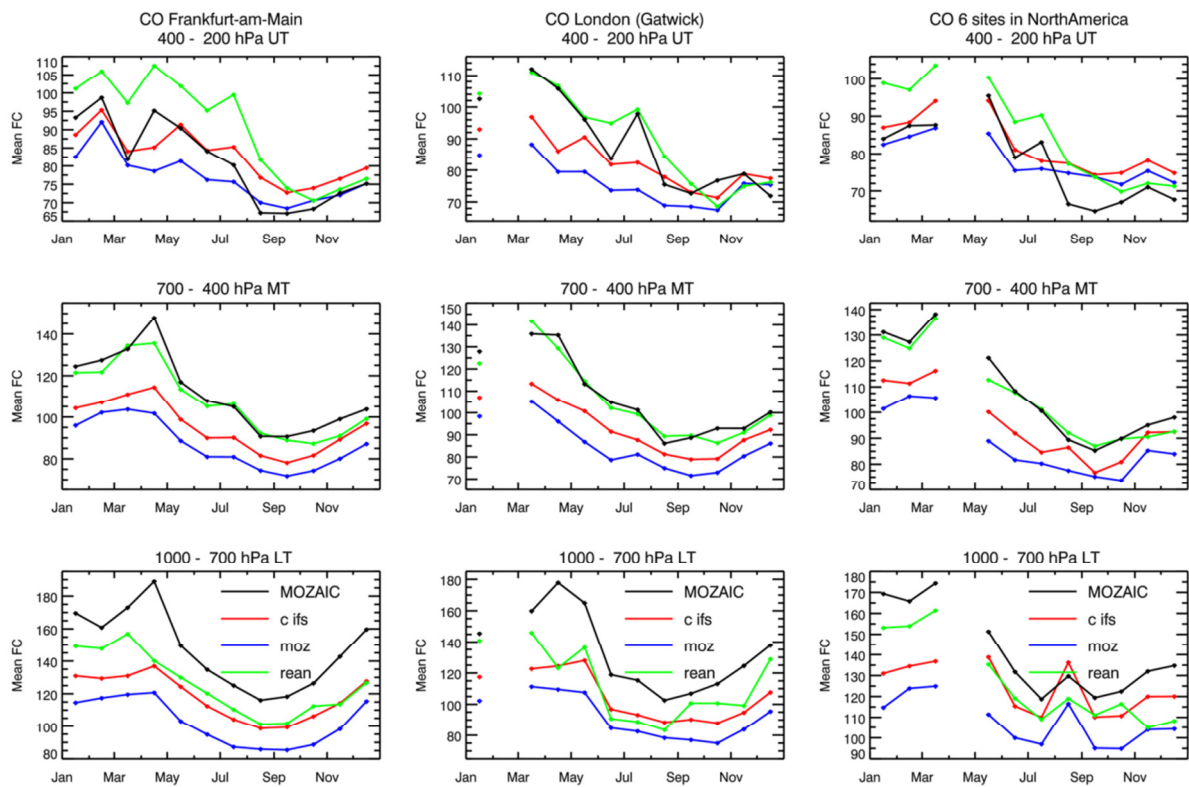 CO Frankfurt-am-Main
400 - 200 hPa UT
110
105
100
95
90
85
80
75
70
65
Mean FC
Jan Mar May Jul Sep Nov
CO London (Gatwick)
400 - 200 hPa UT
110
100
90
80
70
Mean FC
Jan Mar May Jul Sep Nov
CO 6 sites in NorthAmerica
400 - 200 hPa UT
100
90
80
70
Mean FC
Jan Mar May Jul Sep Nov
700 - 400 hPa MT
140
120
100
80
Mean FC
Jan Mar May Jul Sep Nov
700 - 400 hPa MT
150
140
130
120
110
100
90
80
70
Mean FC
Jan Mar May Jul Sep Nov
700 - 400 hPa MT
140
130
120
110
100
90
80
70
Mean FC
Jan Mar May Jul Sep Nov
1000 - 700 hPa LT
180
160
140
120
100
80
Mean FC
MOZAIC
c ifs
moz
rean
Jan Mar May Jul Sep Nov
1000 - 700 hPa LT
180
160
140
120
100
80
Mean FC
MOZAIC
c ifs
moz
rean
Jan Mar May Jul Sep Nov
1000 - 700 hPa LT
180
170
160
150
140
130
120
110
100
90
Mean FC
MOZAIC
c ifs
moz
rean
Jan Mar May Jul Sep Nov